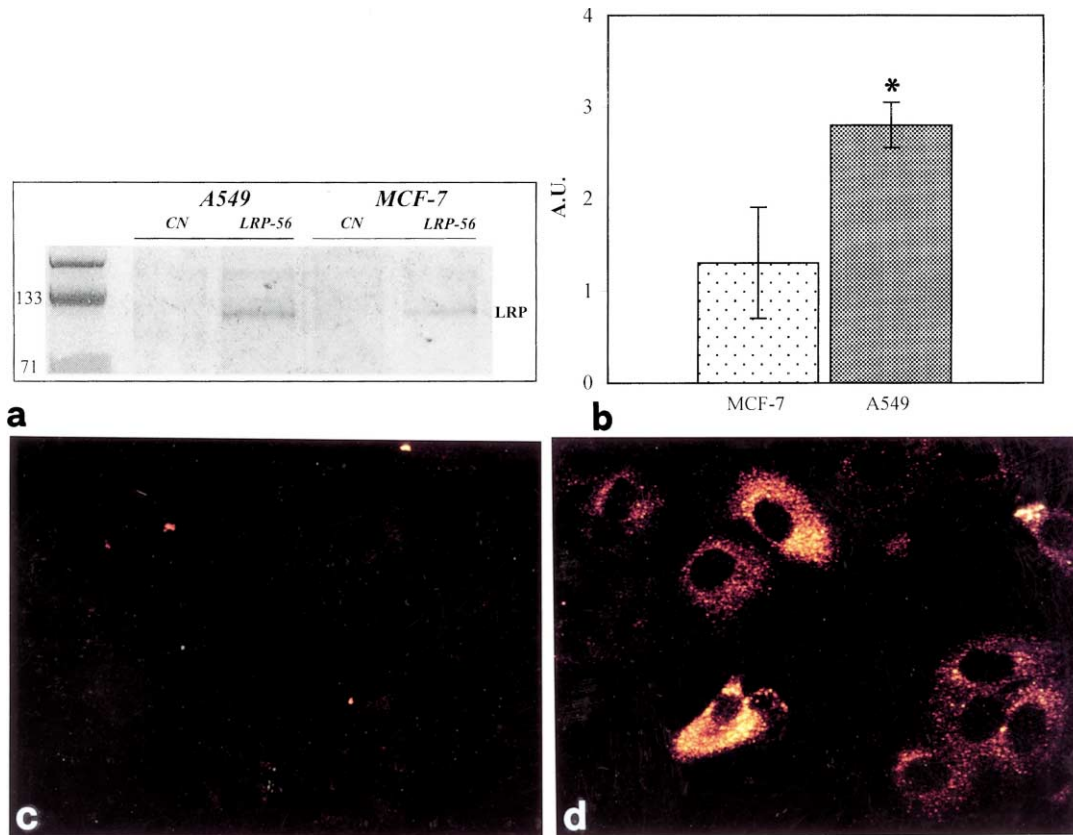 A549 MCF-7
CN LRP-56 CN LRP-56
133
LRP
71
a
4
3
2
1
0
A.U.
*
MCF-7 A549
b
c
d